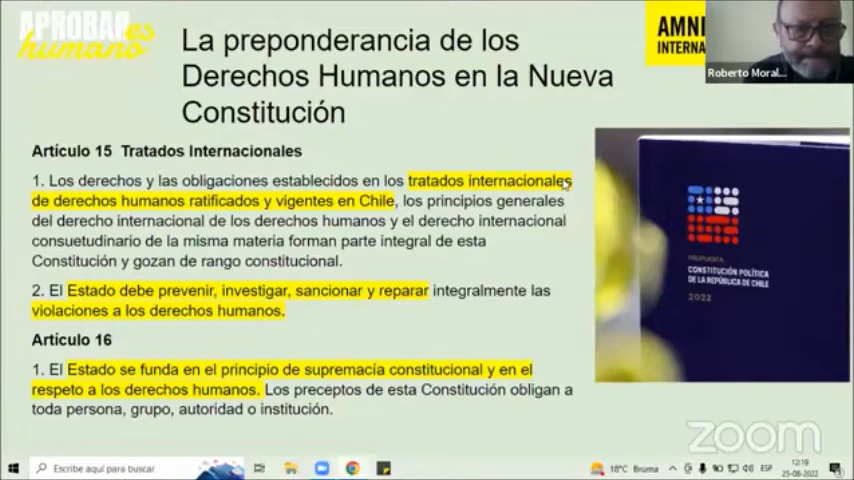 APROBAR es
humano
La preponderancia de los
Derechos Humanos en la Nueva
Constitución
AMNI
INTERNA
Roberto Moral...
Artículo 15 Tratados Internacionales
1. Los derechos y las obligaciones establecidos en los tratados internacionales
de derechos humanos ratificados y vigentes en Chile, los principios generales
del derecho internacional de los derechos humanos y el derecho internacional
consuetudinario de la misma materia forman parte integral de esta
Constitución y gozan de rango constitucional.
2. El Estado debe prevenir, investigar, sancionar y reparar integralmente las
violaciones a los derechos humanos.
Artículo 16
1. El Estado se funda en el principio de supremacía constitucional y en el
respeto a los derechos humanos. Los preceptos de esta Constitución obligan a
toda persona, grupo, autoridad o institución.
PROPUESTA
CONSTITUCIÓN POLÍTICA
DE LA REPÚBLICA DE CHILE
2022
zoom
Escribe aquí para buscar
18°C Bruma
ESP
12:19
25-08-2022